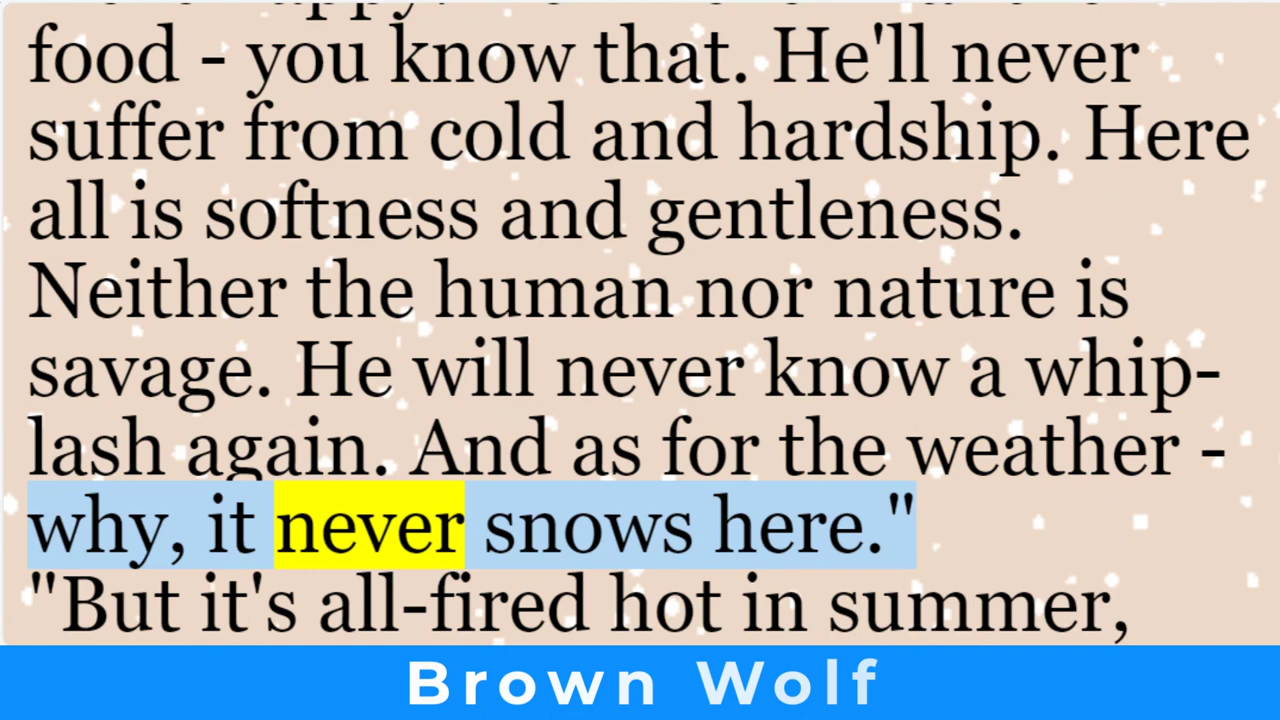 food - you know that. He'll never
suffer from cold and hardship. Here
all is softness and gentleness.
Neither the human nor nature is
savage. He will never know a whip-
lash again. And as for the weather -
why, it never snows here."
"But it's all-fired hot in summer,
Brown Wolf